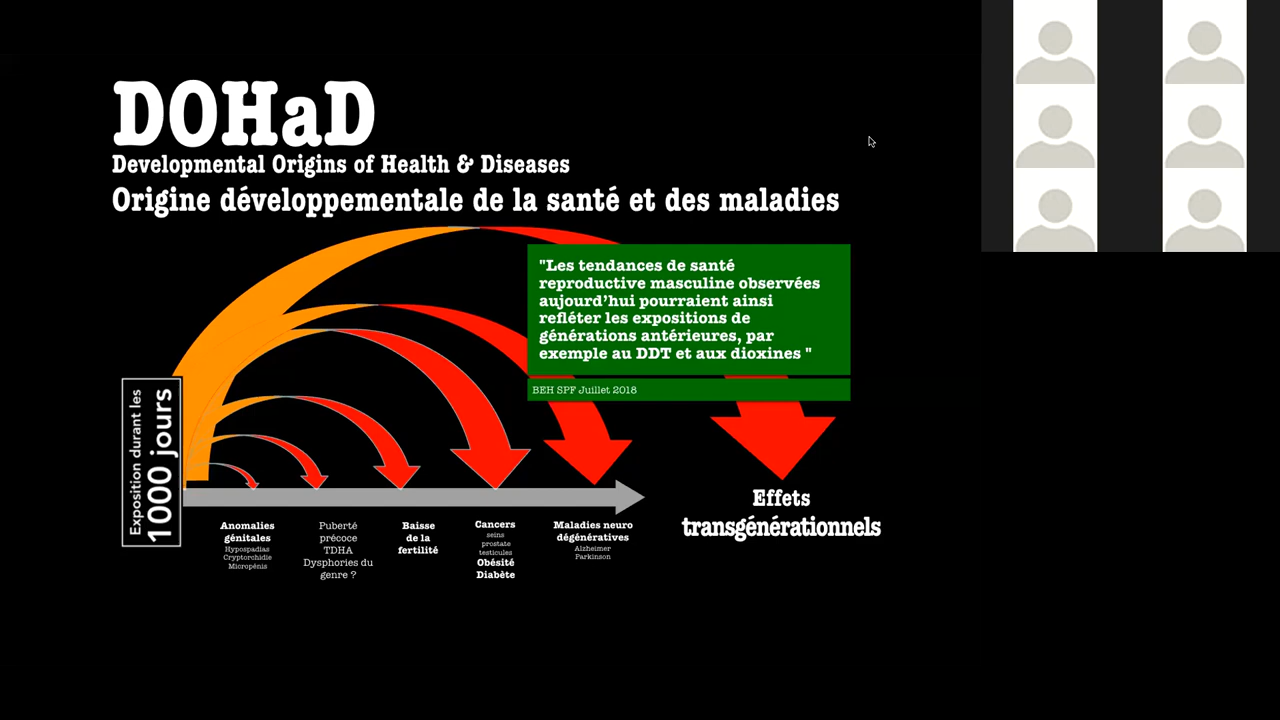 DOHaD
Developmental Origins of Health & Diseases
Origine développementale de la santé et des maladies
"Les tendances de santé
reproductive masculine observées
aujourd'hui pourraient ainsi
refléter les expositions de
générations antérieures, par
exemple au DDT et aux dioxines "
BEH SPF Juillet 2018
Exposition durant les
1000 jours
Anomalies
génitales
Hypospadias
Cryptorchidie
Micropénis
Puberté
précoce
TDHA
Dysphories du
genre ?
Baisse
de la
fertilité
Cancers
seins
prostate
testicules
Obésité
Diabète
Maladies neuro
dégénératives
Alzheimer
Parkinson
Effets
transgénérationnels